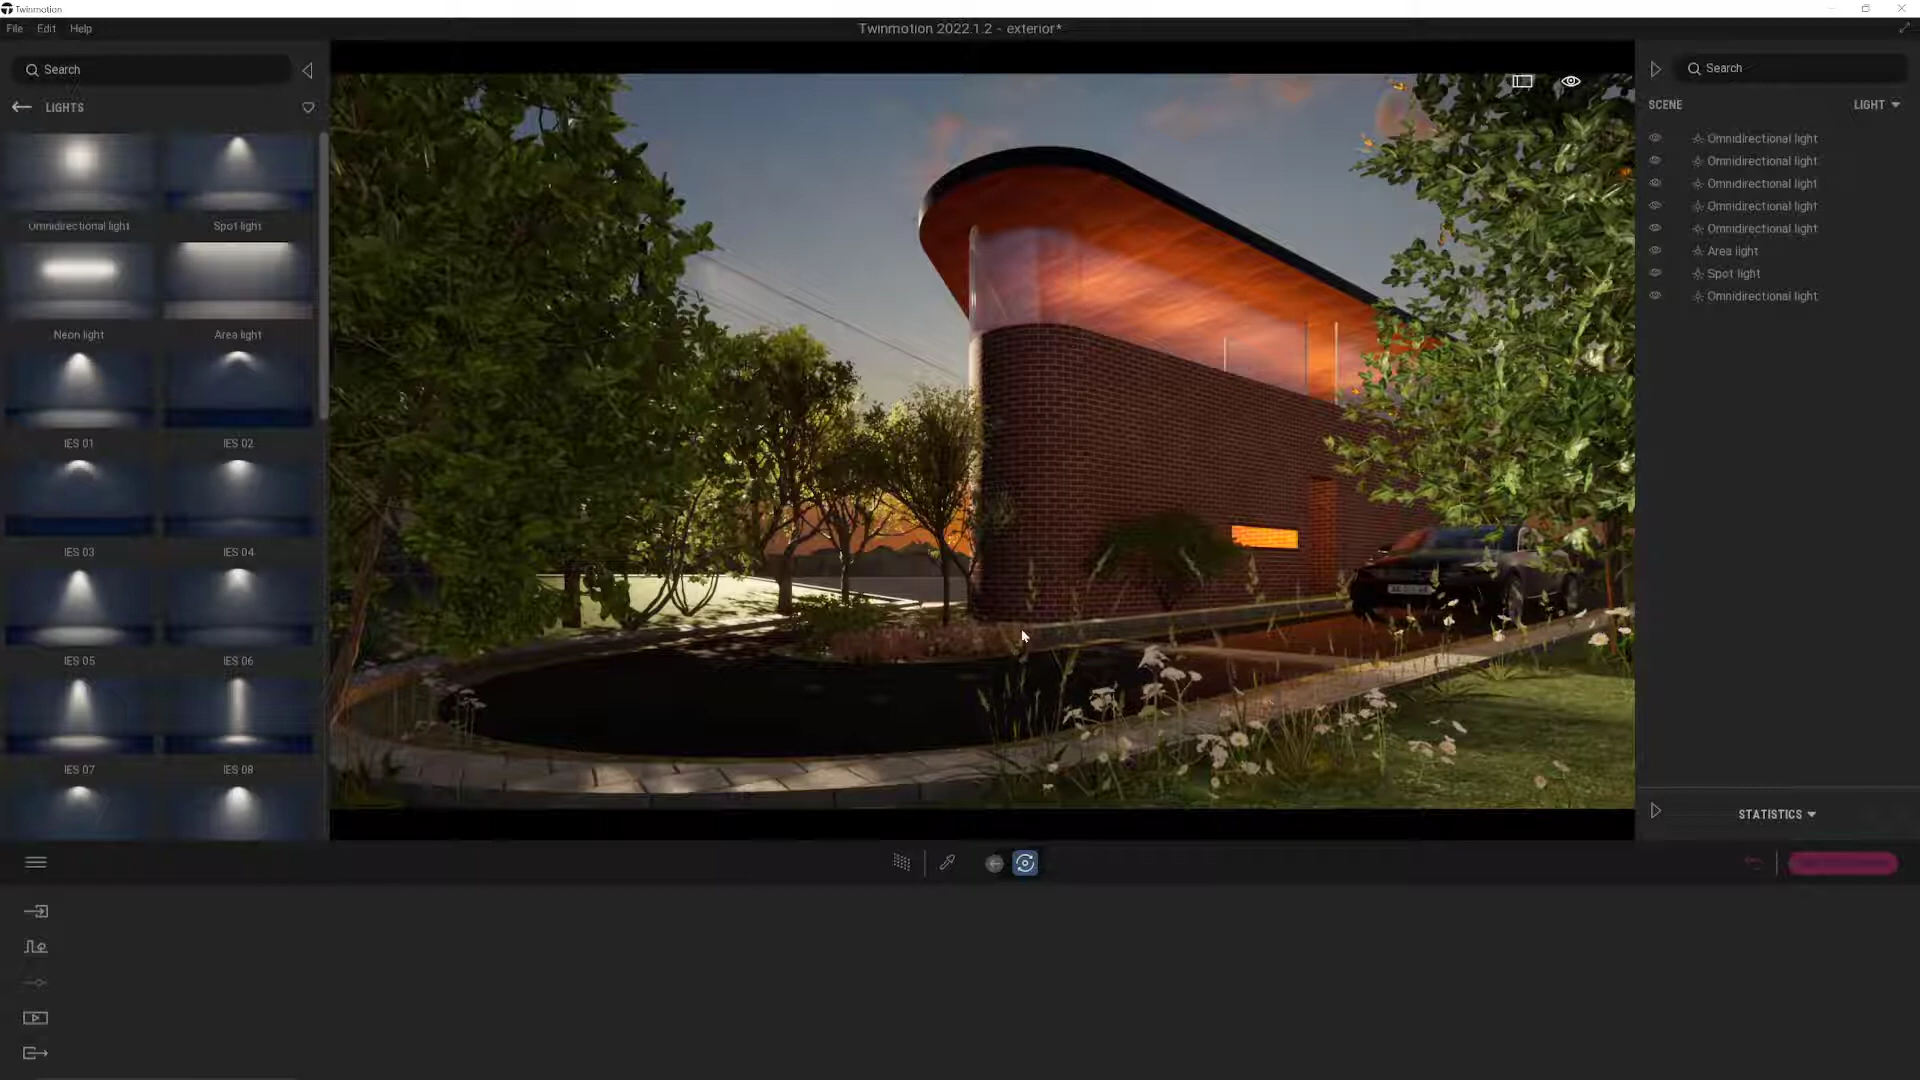 Twinmotion
File Edit Help
Twinmotion 2022.1.2 - exterior*
Search
LIGHTS
Omnidirectional light
Spot light
Neon light
Area light
IES 01
IES 02
IES 03
IES 04
IES 05
IES 06
IES 07
IES 08
Search
SCENE
LIGHT
Omnidirectional light
Omnidirectional light
Omnidirectional light
Omnidirectional light
Omnidirectional light
Area light
Spot light
Omnidirectional light
STATISTICS